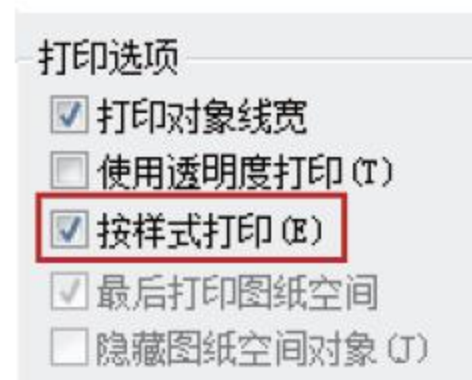 打印选项
打印对象线宽
使用透明度打印(T)
按样式打印(E)
最后打印图纸空间
隐藏图纸空间对象(J)